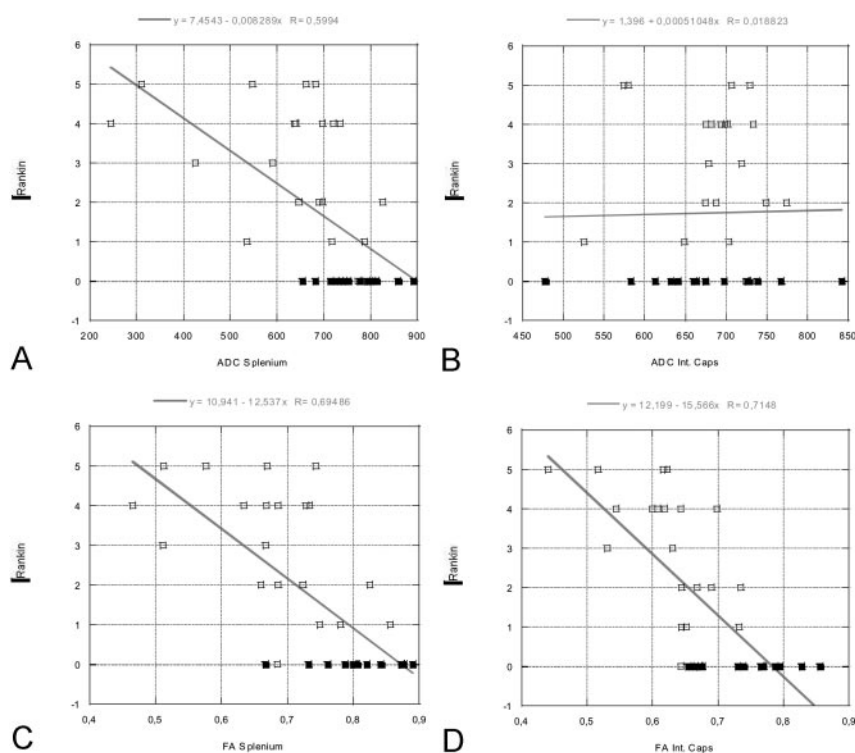 y = 7,4543 - 0,008289x R= 0,5994
6
5
4
3
2
1
0
-1
Rankin
200 300 400 500 600 700 800 900
ADC Splenium
A
y = 1,396 + 0,00051048x R= 0,018823
6
5
4
3
2
1
0
-1
Rankin
450 500 550 600 650 700 750 800 850
ADC Int. Caps
B
y = 10,941 - 12,537x R= 0,69486
6
5
4
3
2
1
0
-1
Rankin
0,4 0,5 0,6 0,7 0,8 0,9
FA Splenium
C
y = 12,199 - 15,566x R= 0,7148
6
5
4
3
2
1
0
-1
Rankin
0,4 0,5 0,6 0,7 0,8 0,9
FA Int. Caps
D